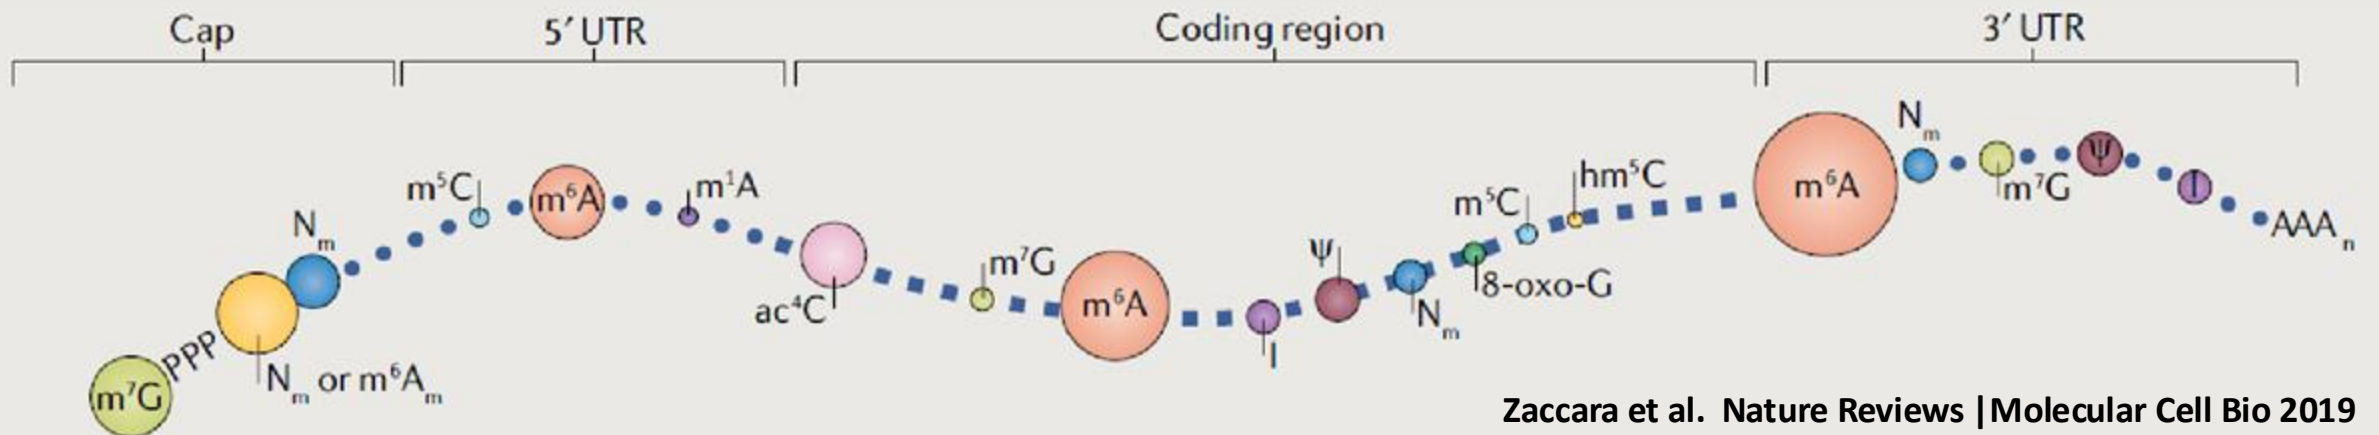 Cap
5′ UTR
Coding region
3′ UTR
m⁷G
PPP
Nₘ or m⁶Aₘ
Nₘ
m⁵C
m⁶A
m¹A
ac⁴C
m⁷G
m⁶A
I
Ψ
Nₘ
8-oxo-G
m⁵C
hm⁵C
m⁶A
Nₘ
m⁷G
Ψ
I
AAAₙ
Zaccara et al. Nature Reviews |Molecular Cell Bio 2019